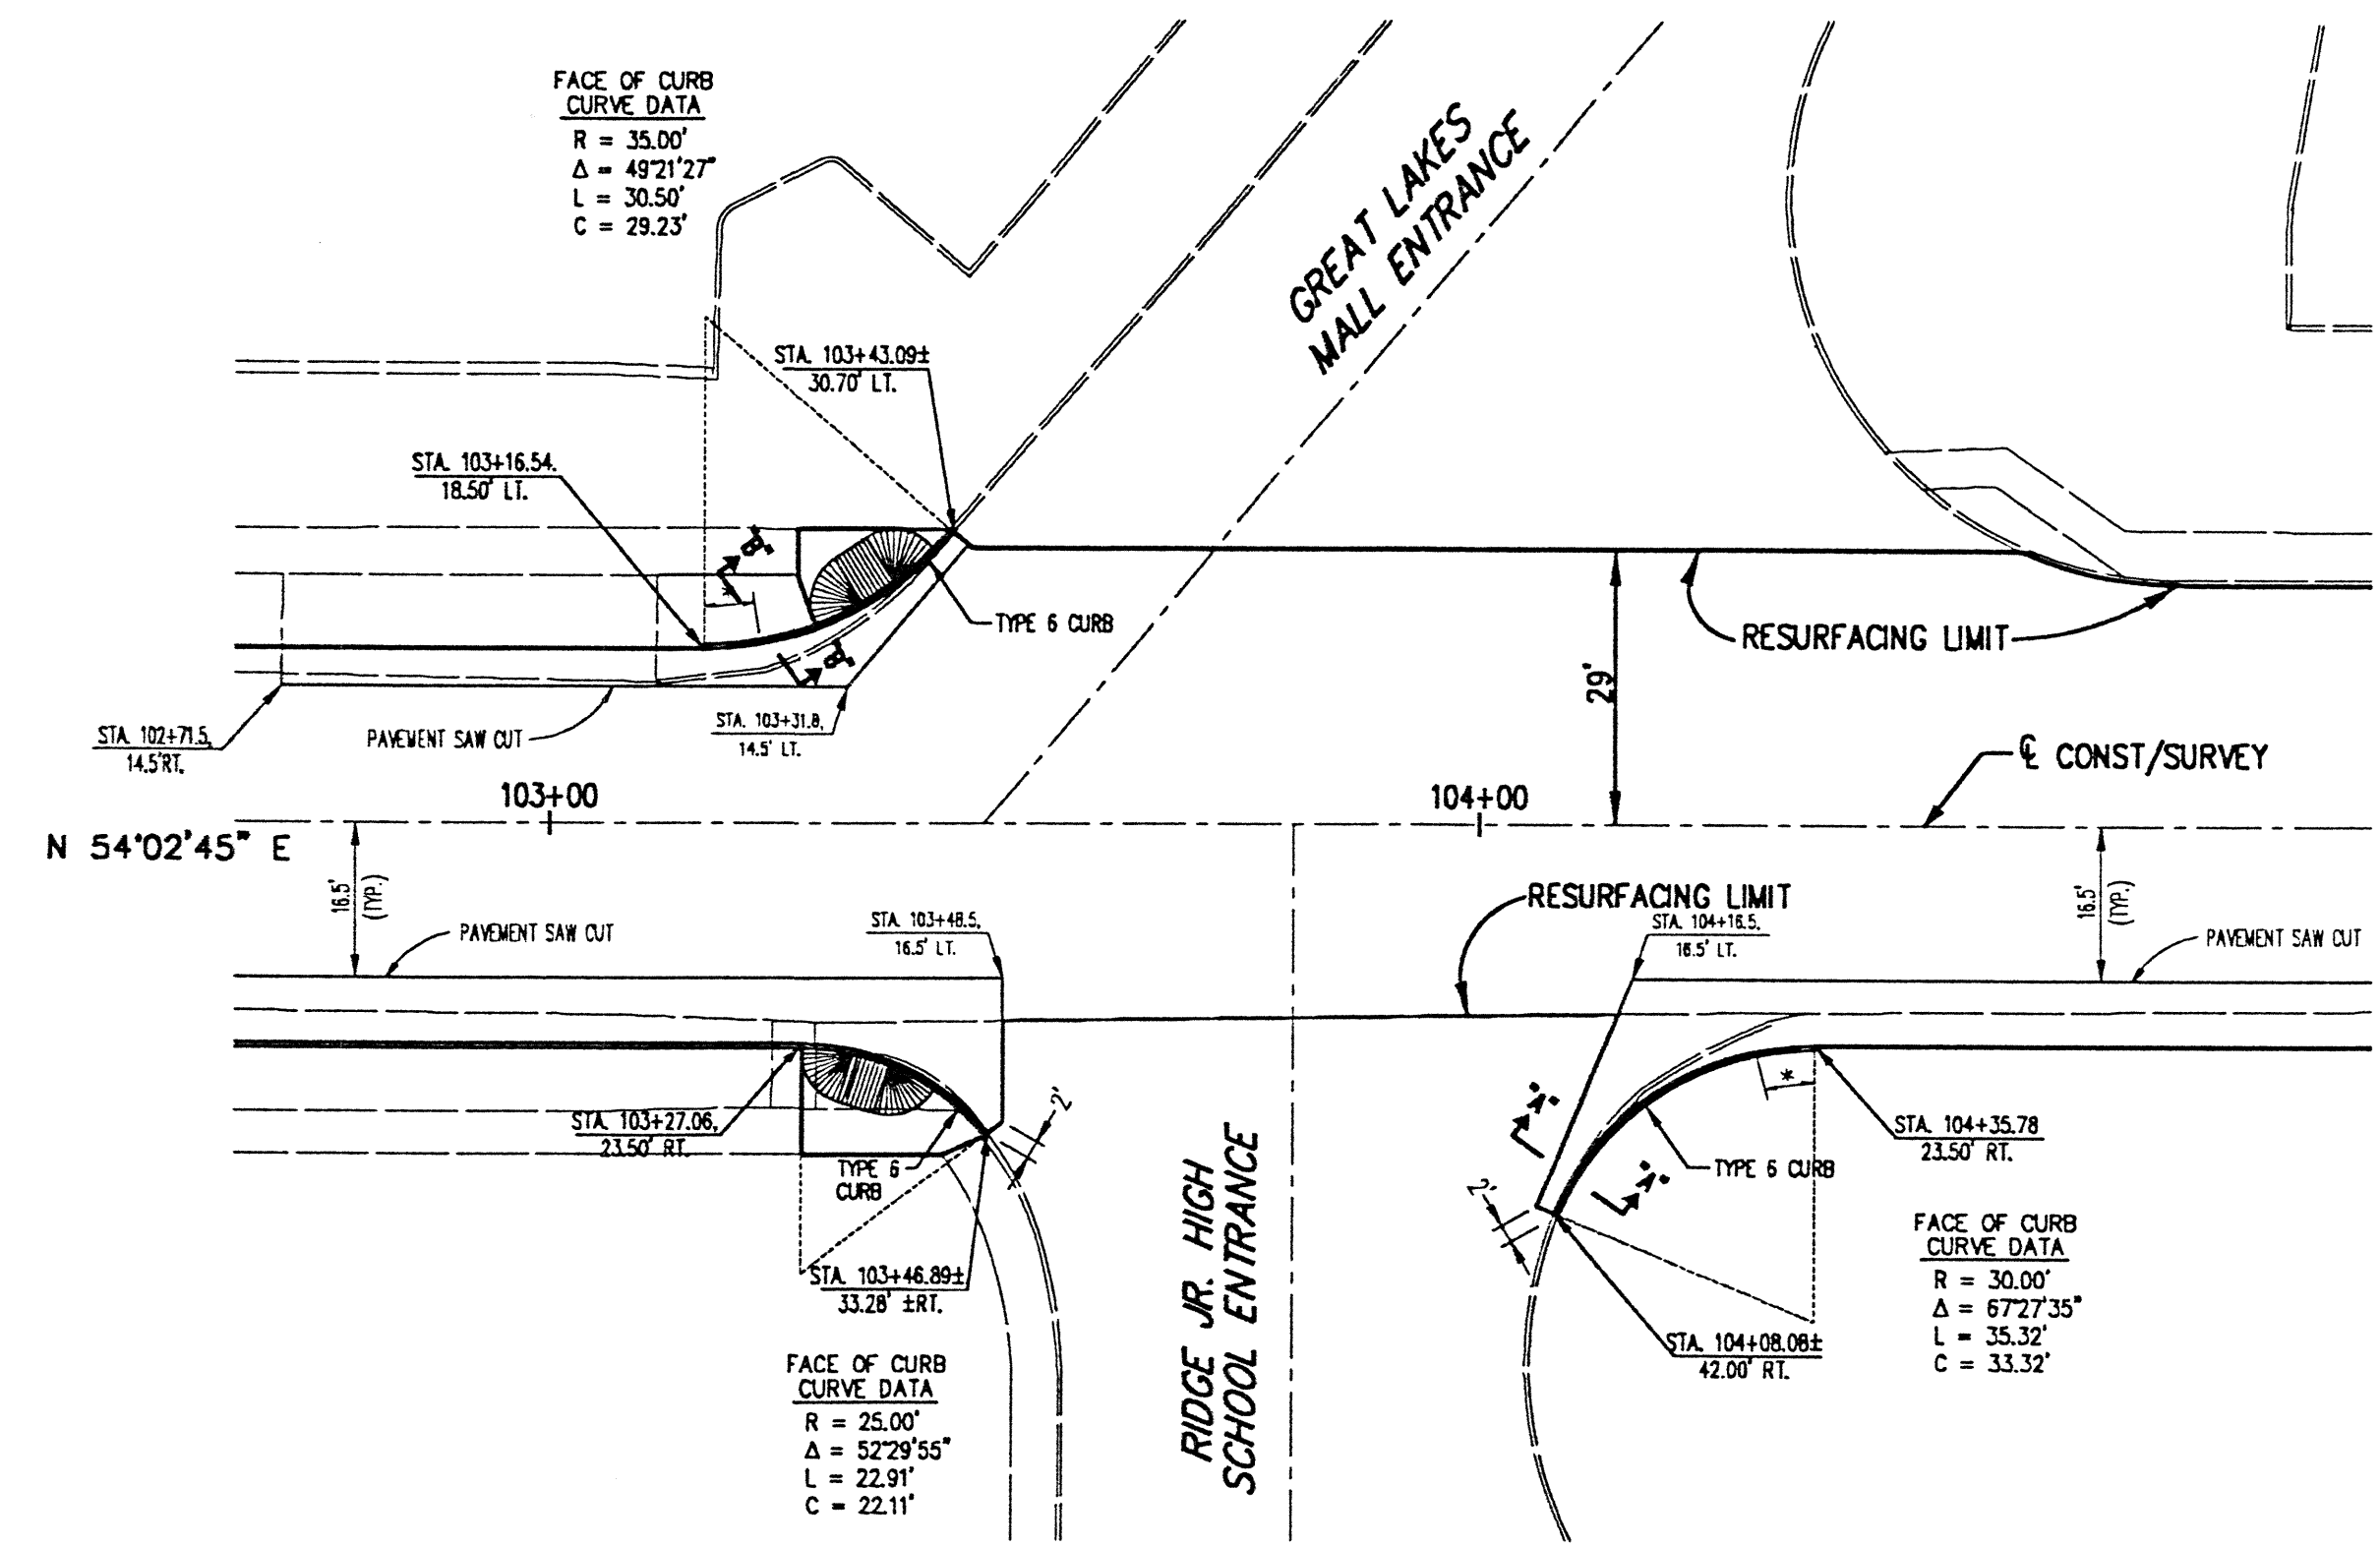 FACE OF CURB
CURVE DATA
R = 35.00'
Δ = 49°21'27"
L = 30.50'
C = 29.23'
GREAT LAKES
MALL ENTRANCE
STA. 103+43.09±
30.70' LT.
STA. 103+16.54.
18.50' LT.
"B"
*
"B"
TYPE 6 CURB
RESURFACING LIMIT
29'
STA. 102+71.5,
14.5'RT.
PAVEMENT SAW CUT
STA. 103+31.8,
14.5' LT.
℄ CONST/SURVEY
103+00
104+00
N 54°02'45" E
16.5'
(TYP.)
16.5'
(TYP.)
RESURFACING LIMIT
STA. 103+48.5,
16.5' LT.
STA. 104+16.5,
16.5' LT.
PAVEMENT SAW CUT
PAVEMENT SAW CUT
*
2'
"A"
"A"
STA. 103+27.06,
23.50' RT.
TYPE 6
CURB
STA. 104+35.78
23.50' RT.
TYPE 6 CURB
2'
STA. 103+46.89±
33.28' ±RT.
RIDGE JR. HIGH
SCHOOL ENTRANCE
STA. 104+08.08±
42.00' RT.
FACE OF CURB
CURVE DATA
R = 30.00'
Δ = 67°27'35"
L = 35.32'
C = 33.32'
FACE OF CURB
CURVE DATA
R = 25.00'
Δ = 52°29'55"
L = 22.91'
C = 22.11'